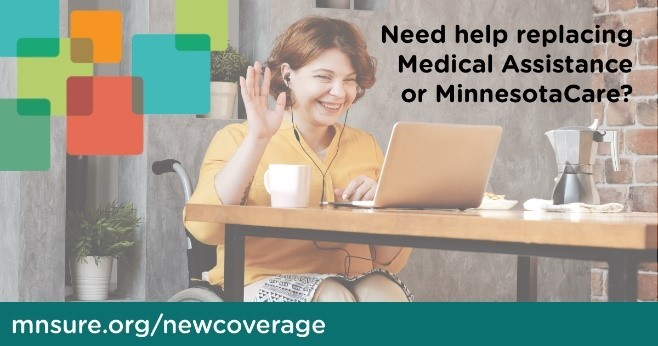 Need help replacing
Medical Assistance
or MinnesotaCare?
mnsure.org/newcoverage